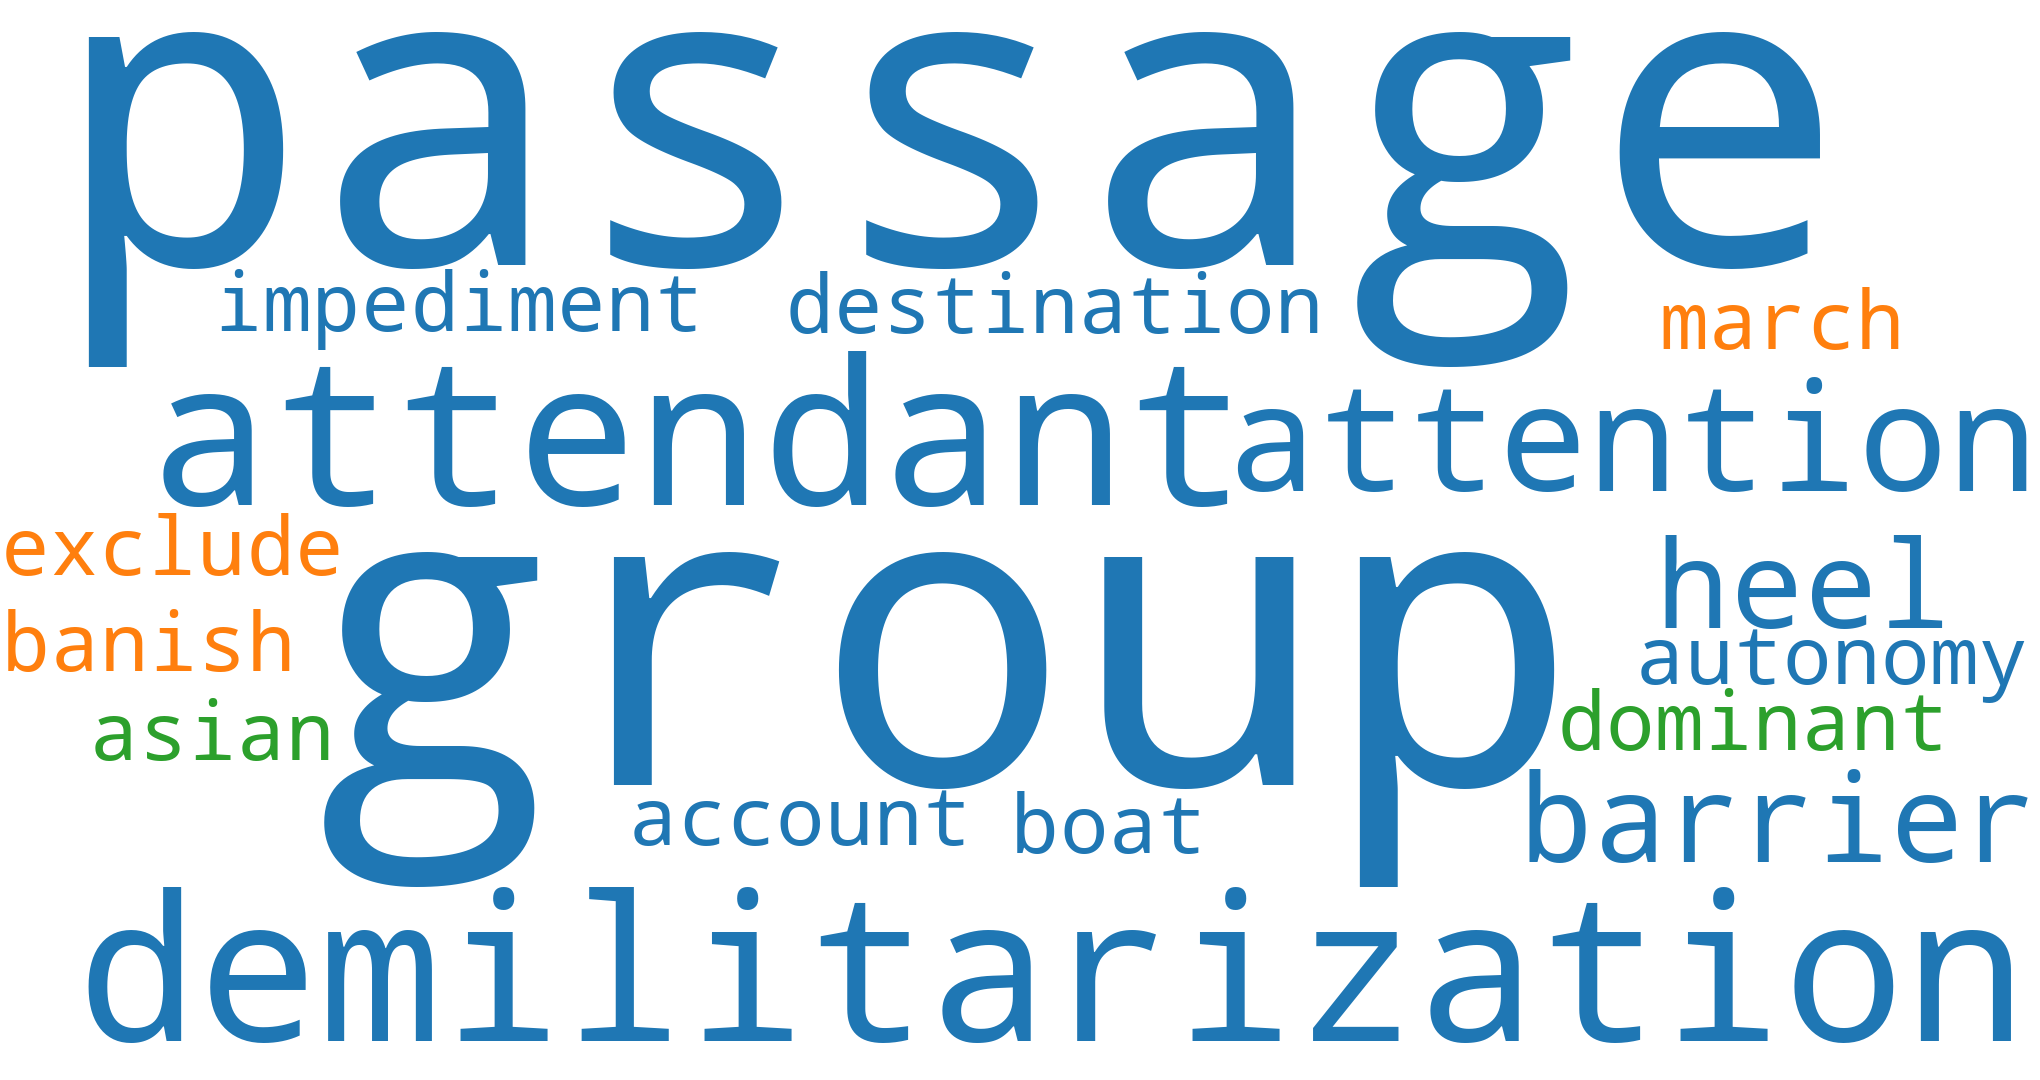 passage
impediment destination march
attendant attention
exclude group heel
banish autonomy
asian dominant
account boat barrier
demilitarization